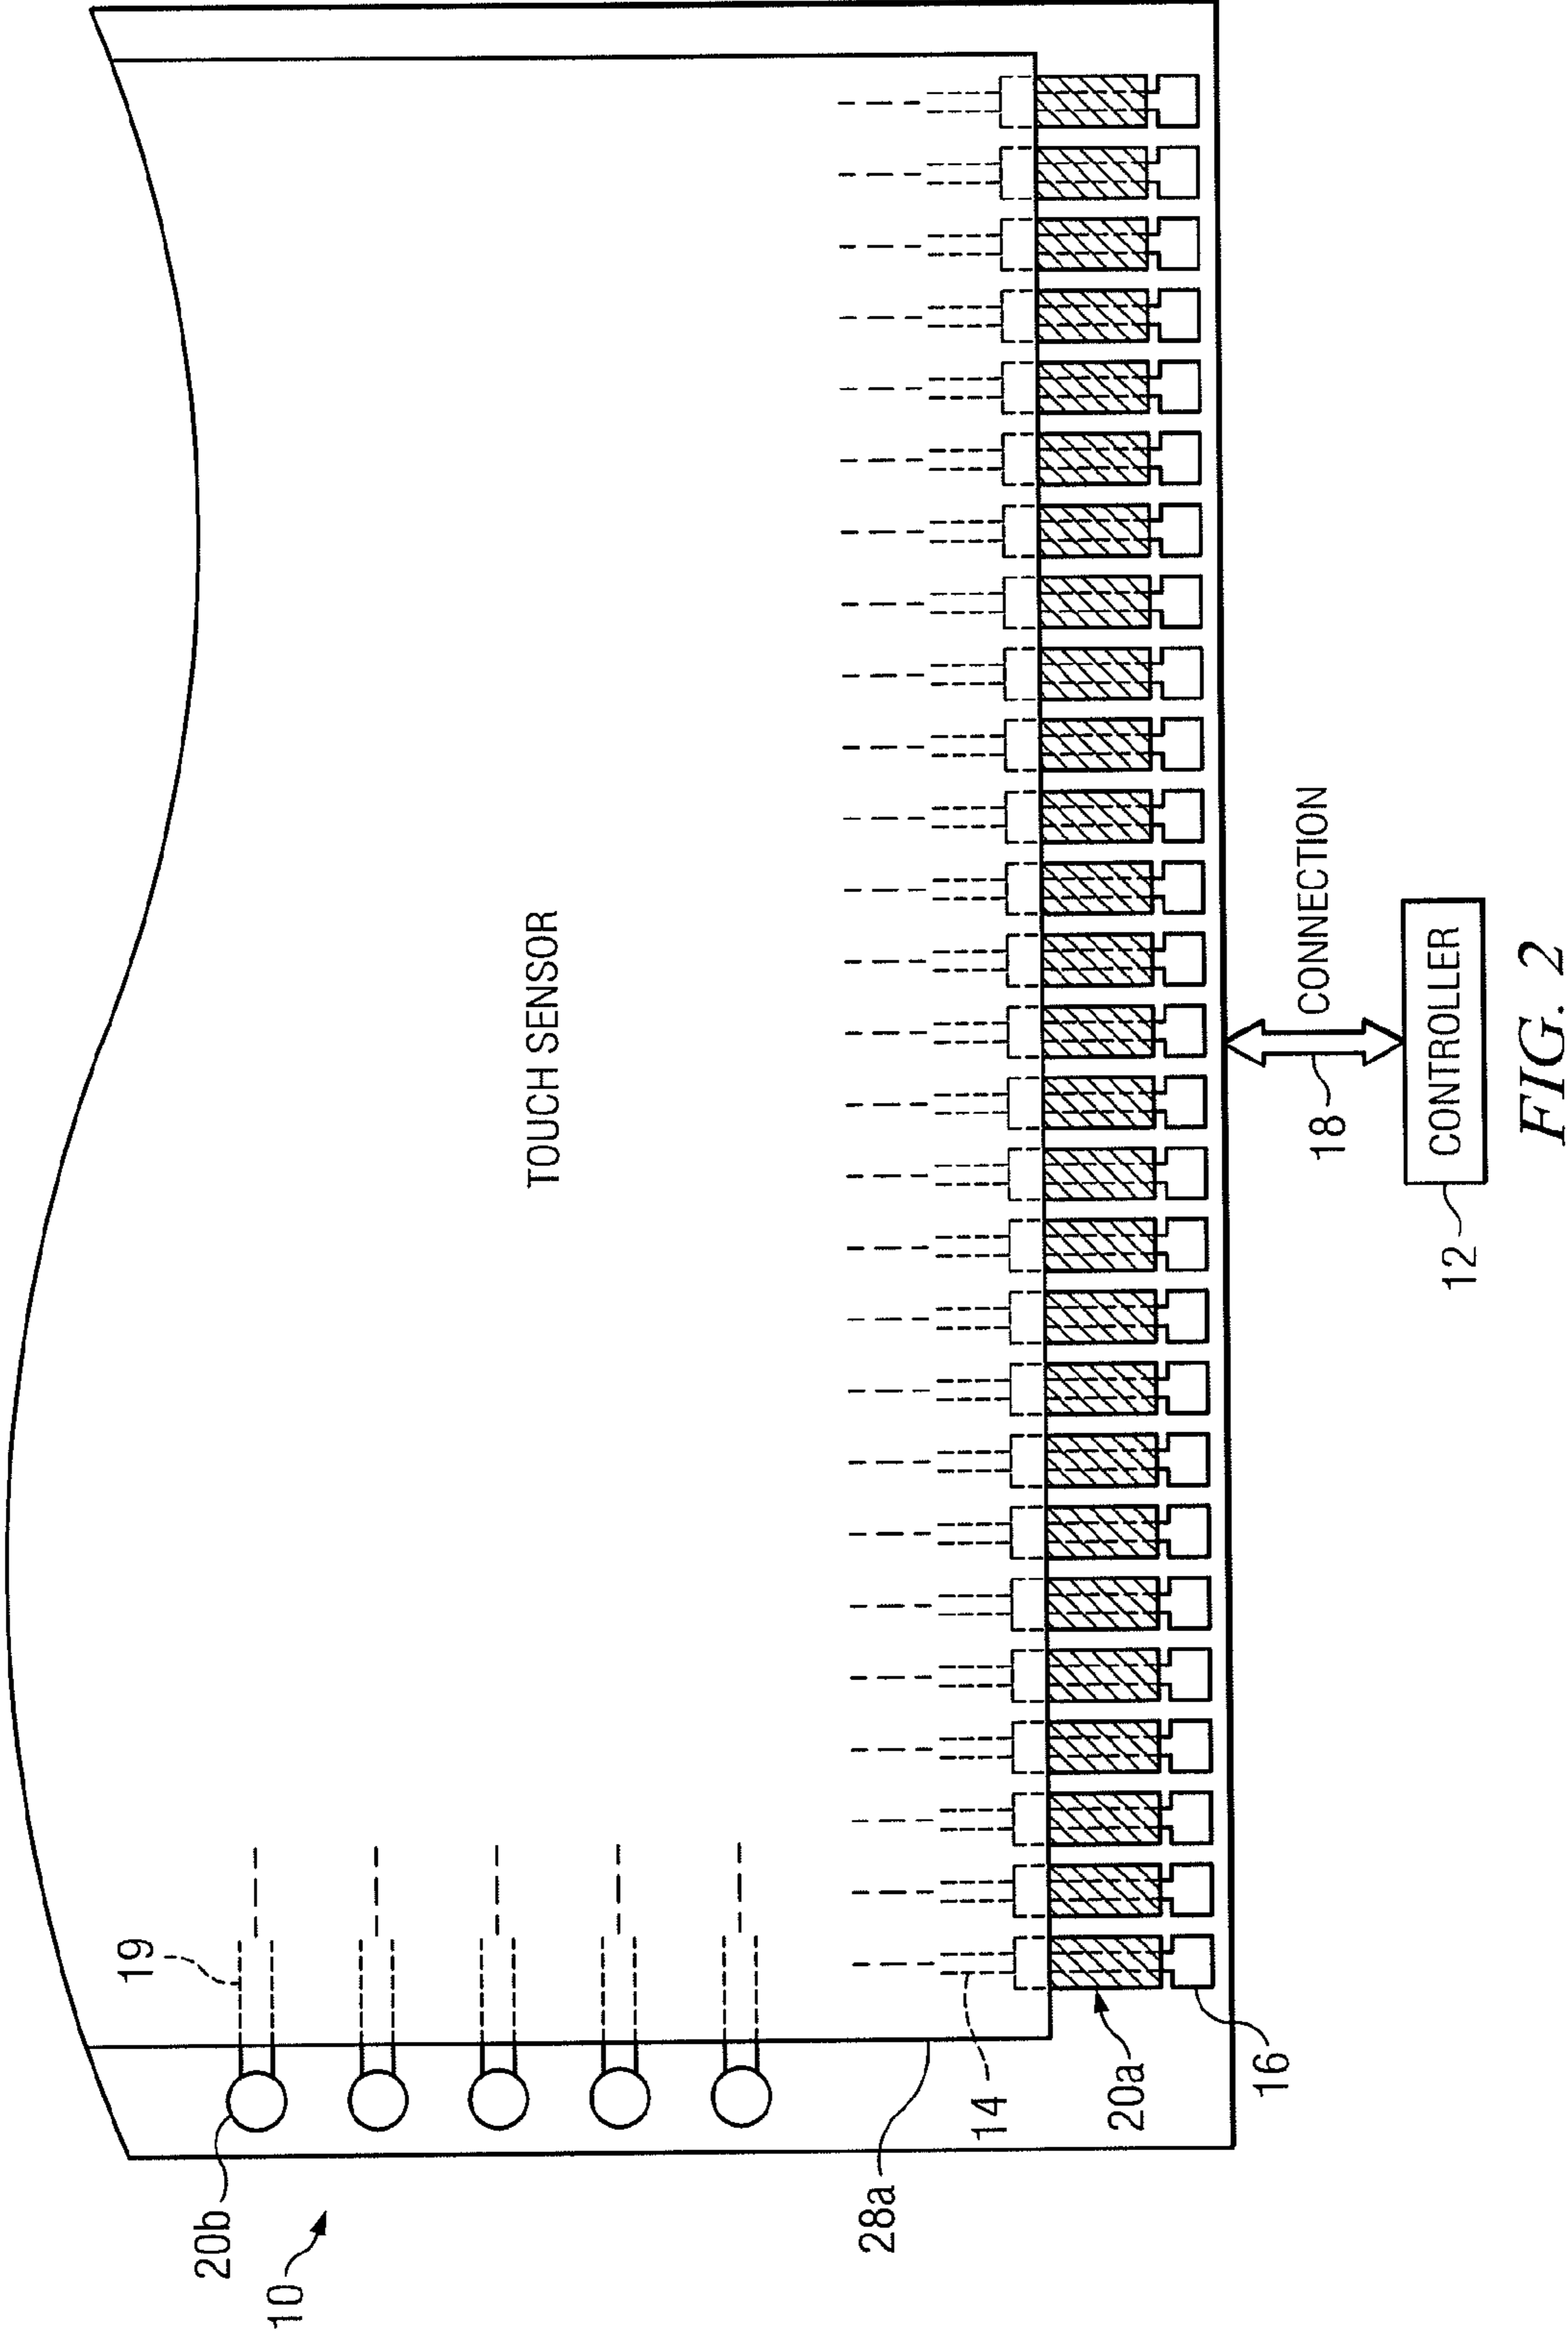 20b
19
10
TOUCH SENSOR
28a
14
20a
16
18
CONNECTION
12
CONTROLLER
FIG. 2